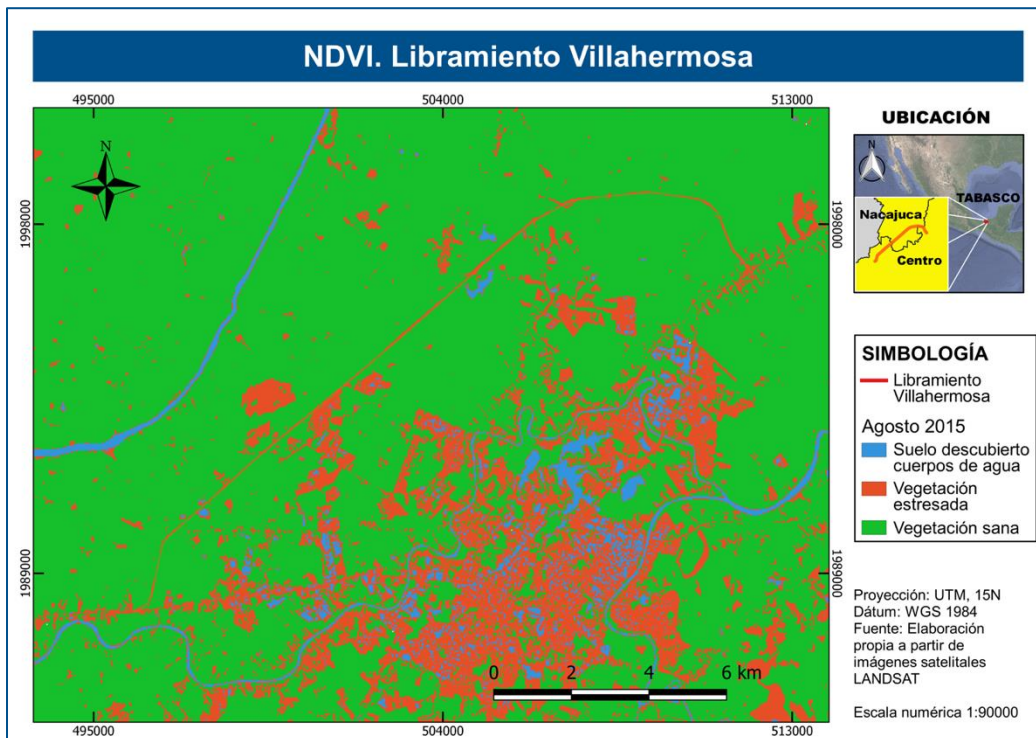 NDVI. Libramiento Villahermosa
495000
504000
513000
N
1998000
1998000
1989000
1989000
0 2 4 6 km
495000
504000
513000
UBICACIÓN
N
TABASCO
Nacajuca
Centro
SIMBOLOGÍA
Libramiento
Villahermosa
Agosto 2015
Suelo descubierto
cuerpos de agua
Vegetación
estresada
Vegetación sana
Proyección: UTM, 15N
Dátum: WGS 1984
Fuente: Elaboración
propia a partir de
imágenes satelitales
LANDSAT
Escala numérica 1:90000